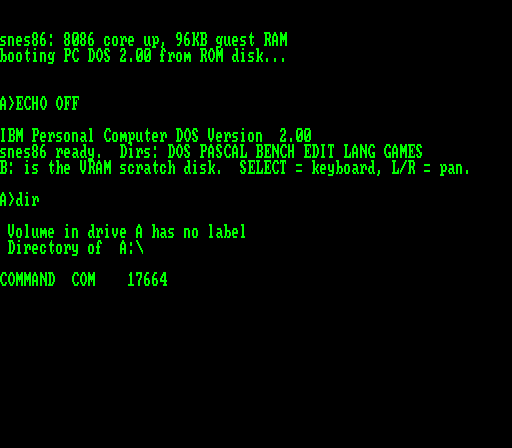 snes86: 8086 core up, 96KB guest RAM
booting PC DOS 2.00 from ROM disk...
A>ECHO OFF
IBM Personal Computer DOS Version  2.00
snes86 ready.  Dirs: DOS PASCAL BENCH EDIT LANG GAMES
B: is the VRAM scratch disk.  SELECT = keyboard, L/R = pan.
A>dir
 Volume in drive A has no label
 Directory of  A:\
COMMAND  COM    17664